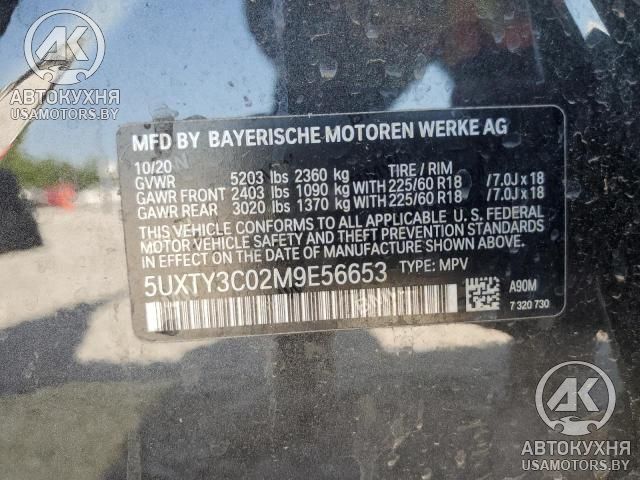 AK
АВТОКУХНЯ
USAMOTORS.BY
MFD BY BAYERISCHE MOTOREN WERKE AG
10/20
GVWR 5203 lbs 2360 kg TIRE / RIM
GAWR FRONT 2403 lbs 1090 kg WITH 225/60 R18 /7.0J x 18
GAWR REAR 3020 lbs 1370 kg WITH 225/60 R18 /7.0J x 18
THIS VEHICLE CONFORMS TO ALL APPLICABLE U. S. FEDERAL
MOTOR VEHICLE SAFETY AND THEFT PREVENTION STANDARDS
IN EFFECT ON THE DATE OF MANUFACTURE SHOWN ABOVE.
5UXTY3C02M9E56653 TYPE: MPV
A90M
7 320 730
AK
АВТОКУХНЯ
USAMOTORS.BY